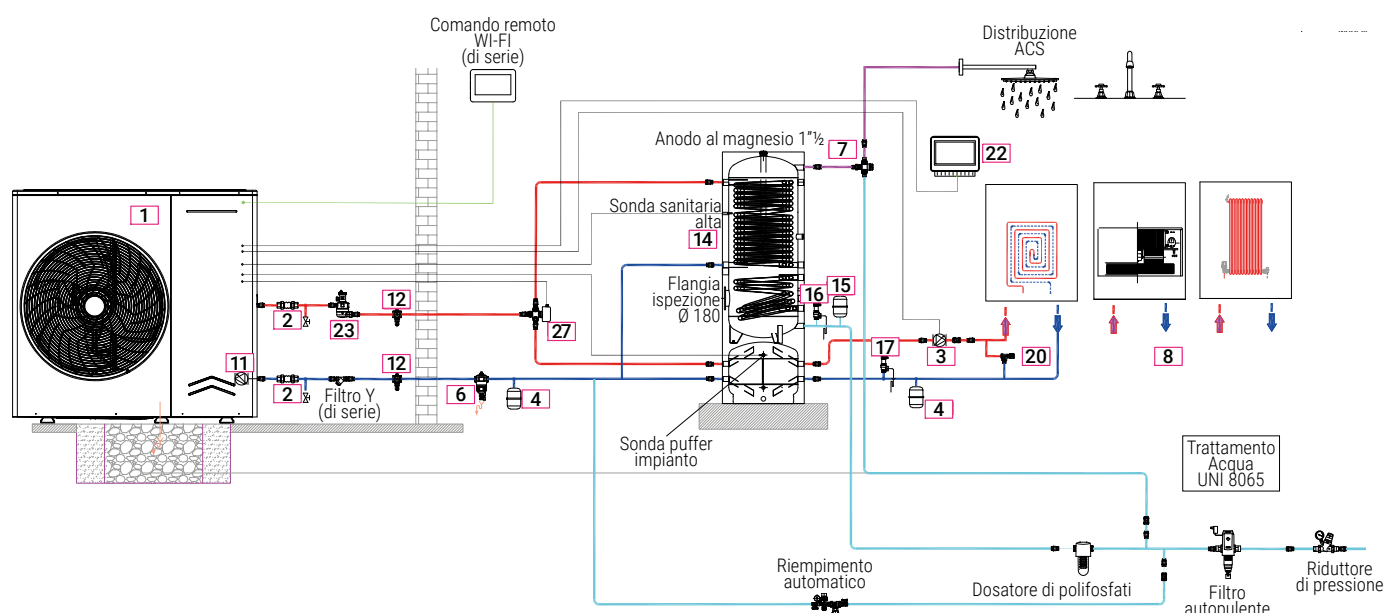 Comando remoto
WI-FI
(di serie)
Distribuzione
ACS
Anodo al magnesio 1"½
7
22
1
Sonda sanitaria
alta
14
Flangia
ispezione
Ø 180
16
15
12
2
23
27
17
3
20
8
11
12
2
Filtro Y
(di serie)
6
4
4
Sonda puffer
impianto
Trattamento
Acqua
UNI 8065
Riempimento
automatico
Dosatore di polifosfati
Filtro
autopulente
Riduttore
di pressione